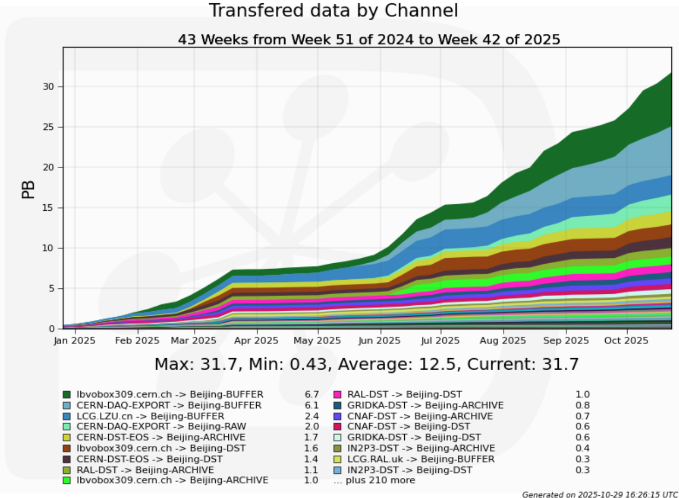 Transfered data by Channel
43 Weeks from Week 51 of 2024 to Week 42 of 2025
PB
30
25
20
15
10
5
0
Jan 2025 Feb 2025 Mar 2025 Apr 2025 May 2025 Jun 2025 Jul 2025 Aug 2025 Sep 2025 Oct 2025
Max: 31.7, Min: 0.43, Average: 12.5, Current: 31.7
lbvobox309.cern.ch -> Beijing-BUFFER 6.7
CERN-DAQ-EXPORT -> Beijing-BUFFER 6.1
LCG.LZU.cn -> Beijing-BUFFER 2.4
CERN-DAQ-EXPORT -> Beijing-RAW 2.0
CERN-DST-EOS -> Beijing-ARCHIVE 1.7
lbvobox309.cern.ch -> Beijing-DST 1.6
CERN-DST-EOS -> Beijing-DST 1.4
RAL-DST -> Beijing-ARCHIVE 1.1
lbvobox309.cern.ch -> Beijing-ARCHIVE 1.0
RAL-DST -> Beijing-DST 1.0
GRIDKA-DST -> Beijing-ARCHIVE 0.8
CNAF-DST -> Beijing-ARCHIVE 0.7
CNAF-DST -> Beijing-DST 0.6
GRIDKA-DST -> Beijing-DST 0.6
IN2P3-DST -> Beijing-ARCHIVE 0.4
LCG.RAL.uk -> Beijing-BUFFER 0.3
IN2P3-DST -> Beijing-DST 0.3
... plus 210 more
Generated on 2025-10-29 16:26:15 UTC